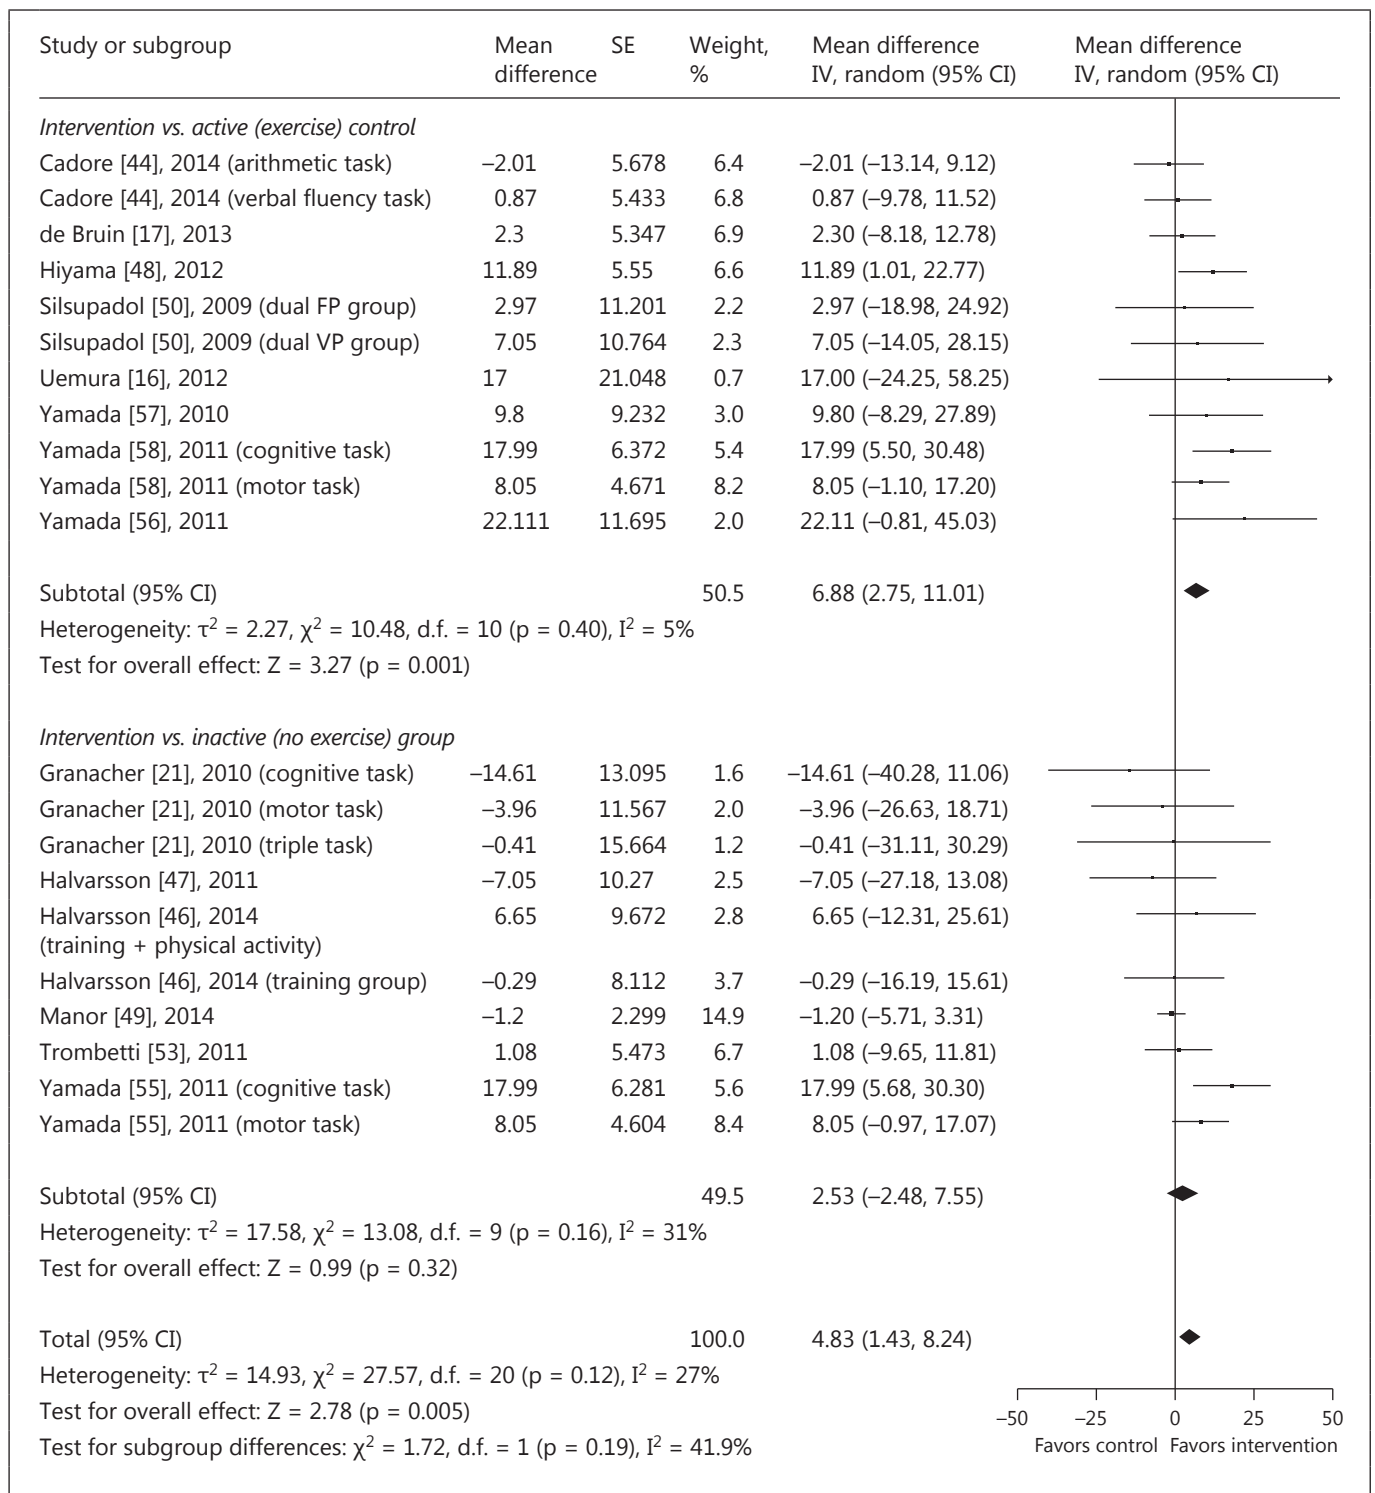 Study or subgroup Mean difference SE Weight, % Mean difference IV, random (95% CI) Mean difference IV, random (95% CI)
Intervention vs. active (exercise) control
Cadore [44], 2014 (arithmetic task) –2.01 5.678 6.4 –2.01 (–13.14, 9.12)
Cadore [44], 2014 (verbal fluency task) 0.87 5.433 6.8 0.87 (–9.78, 11.52)
de Bruin [17], 2013 2.3 5.347 6.9 2.30 (–8.18, 12.78)
Hiyama [48], 2012 11.89 5.55 6.6 11.89 (1.01, 22.77)
Silsupadol [50], 2009 (dual FP group) 2.97 11.201 2.2 2.97 (–18.98, 24.92)
Silsupadol [50], 2009 (dual VP group) 7.05 10.764 2.3 7.05 (–14.05, 28.15)
Uemura [16], 2012 17 21.048 0.7 17.00 (–24.25, 58.25)
Yamada [57], 2010 9.8 9.232 3.0 9.80 (–8.29, 27.89)
Yamada [58], 2011 (cognitive task) 17.99 6.372 5.4 17.99 (5.50, 30.48)
Yamada [58], 2011 (motor task) 8.05 4.671 8.2 8.05 (–1.10, 17.20)
Yamada [56], 2011 22.111 11.695 2.0 22.11 (–0.81, 45.03)
Subtotal (95% CI) 50.5 6.88 (2.75, 11.01)
Heterogeneity: τ² = 2.27, χ² = 10.48, d.f. = 10 (p = 0.40), I² = 5%
Test for overall effect: Z = 3.27 (p = 0.001)
Intervention vs. inactive (no exercise) group
Granacher [21], 2010 (cognitive task) –14.61 13.095 1.6 –14.61 (–40.28, 11.06)
Granacher [21], 2010 (motor task) –3.96 11.567 2.0 –3.96 (–26.63, 18.71)
Granacher [21], 2010 (triple task) –0.41 15.664 1.2 –0.41 (–31.11, 30.29)
Halvarsson [47], 2011 –7.05 10.27 2.5 –7.05 (–27.18, 13.08)
Halvarsson [46], 2014 6.65 9.672 2.8 6.65 (–12.31, 25.61)
(training + physical activity)
Halvarsson [46], 2014 (training group) –0.29 8.112 3.7 –0.29 (–16.19, 15.61)
Manor [49], 2014 –1.2 2.299 14.9 –1.20 (–5.71, 3.31)
Trombetti [53], 2011 1.08 5.473 6.7 1.08 (–9.65, 11.81)
Yamada [55], 2011 (cognitive task) 17.99 6.281 5.6 17.99 (5.68, 30.30)
Yamada [55], 2011 (motor task) 8.05 4.604 8.4 8.05 (–0.97, 17.07)
Subtotal (95% CI) 49.5 2.53 (–2.48, 7.55)
Heterogeneity: τ² = 17.58, χ² = 13.08, d.f. = 9 (p = 0.16), I² = 31%
Test for overall effect: Z = 0.99 (p = 0.32)
Total (95% CI) 100.0 4.83 (1.43, 8.24)
Heterogeneity: τ² = 14.93, χ² = 27.57, d.f. = 20 (p = 0.12), I² = 27%
Test for overall effect: Z = 2.78 (p = 0.005)
Test for subgroup differences: χ² = 1.72, d.f. = 1 (p = 0.19), I² = 41.9%
–50 –25 0 25 50
Favors control Favors intervention